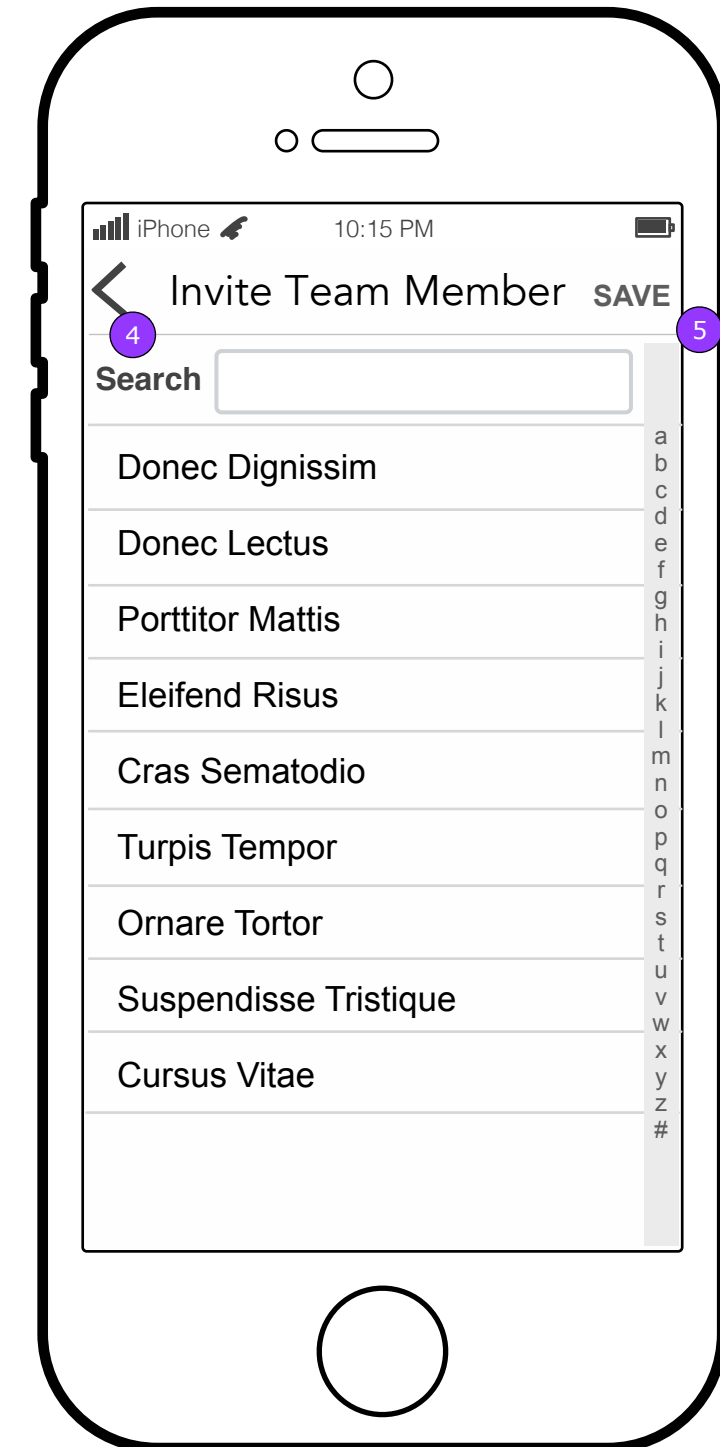 iPhone 10:15 PM
Invite Team Member SAVE
4
5
Search
Donec Dignissim
Donec Lectus
Porttitor Mattis
Eleifend Risus
Cras Sematodio
Turpis Tempor
Ornare Tortor
Suspendisse Tristique
Cursus Vitae
a
b
c
d
e
f
g
h
i
j
k
l
m
n
o
p
q
r
s
t
u
v
w
x
y
z
#